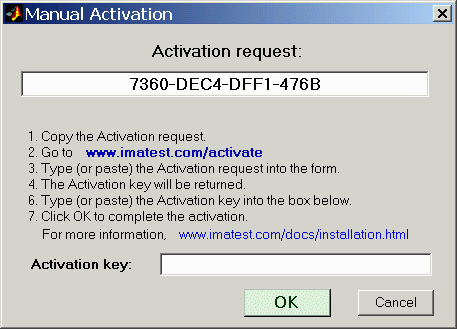 Manual Activation
Activation request:
7360-DEC4-DFF1-476B
1. Copy the Activation request.
2. Go to www.imatest.com/activate
3. Type (or paste) the Activation request into the form.
4. The Activation key will be returned.
6. Type (or paste) the Activation key into the box below.
7. Click OK to complete the activation.
For more information, www.imatest.com/docs/installation.html
Activation key:
OK Cancel